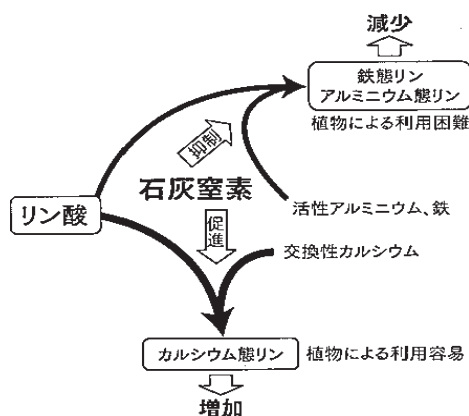 減少
鉄態リン
アルミニウム態リン
植物による利用困難
抑制
石灰窒素
リン酸
促進
活性アルミニウム、鉄
交換性カルシウム
カルシウム態リン
植物による利用容易
増加